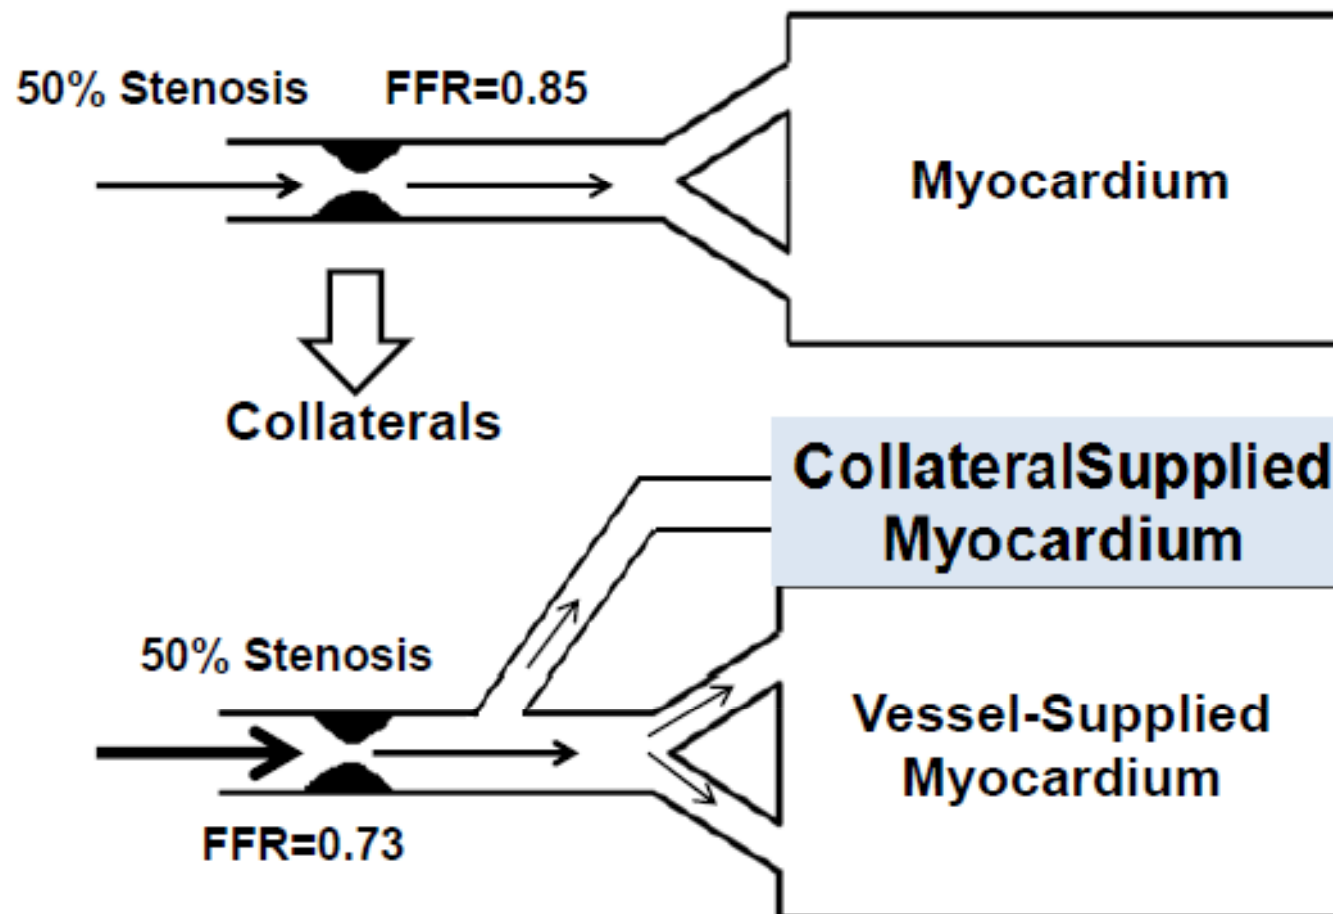 50% Stenosis FFR=0.85
Myocardium
Collaterals
CollateralSupplied
Myocardium
50% Stenosis
Vessel-Supplied
Myocardium
FFR=0.73